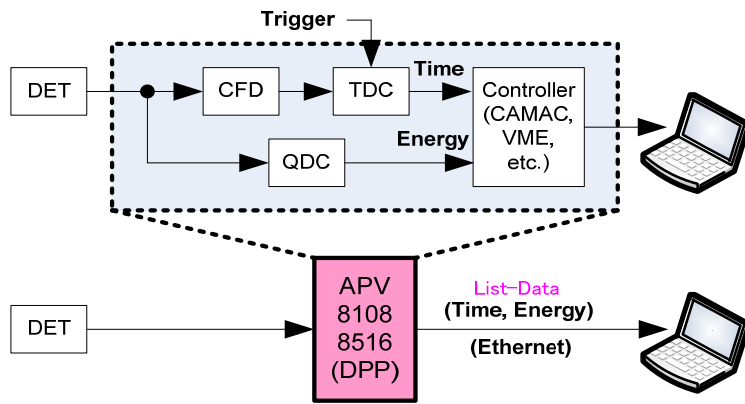 Trigger
DET
CFD
TDC
Time
Controller
(CAMAC,
VME,
etc.)
Energy
QDC
DET
APV
8108
8516
(DPP)
List-Data
(Time, Energy)
(Ethernet)